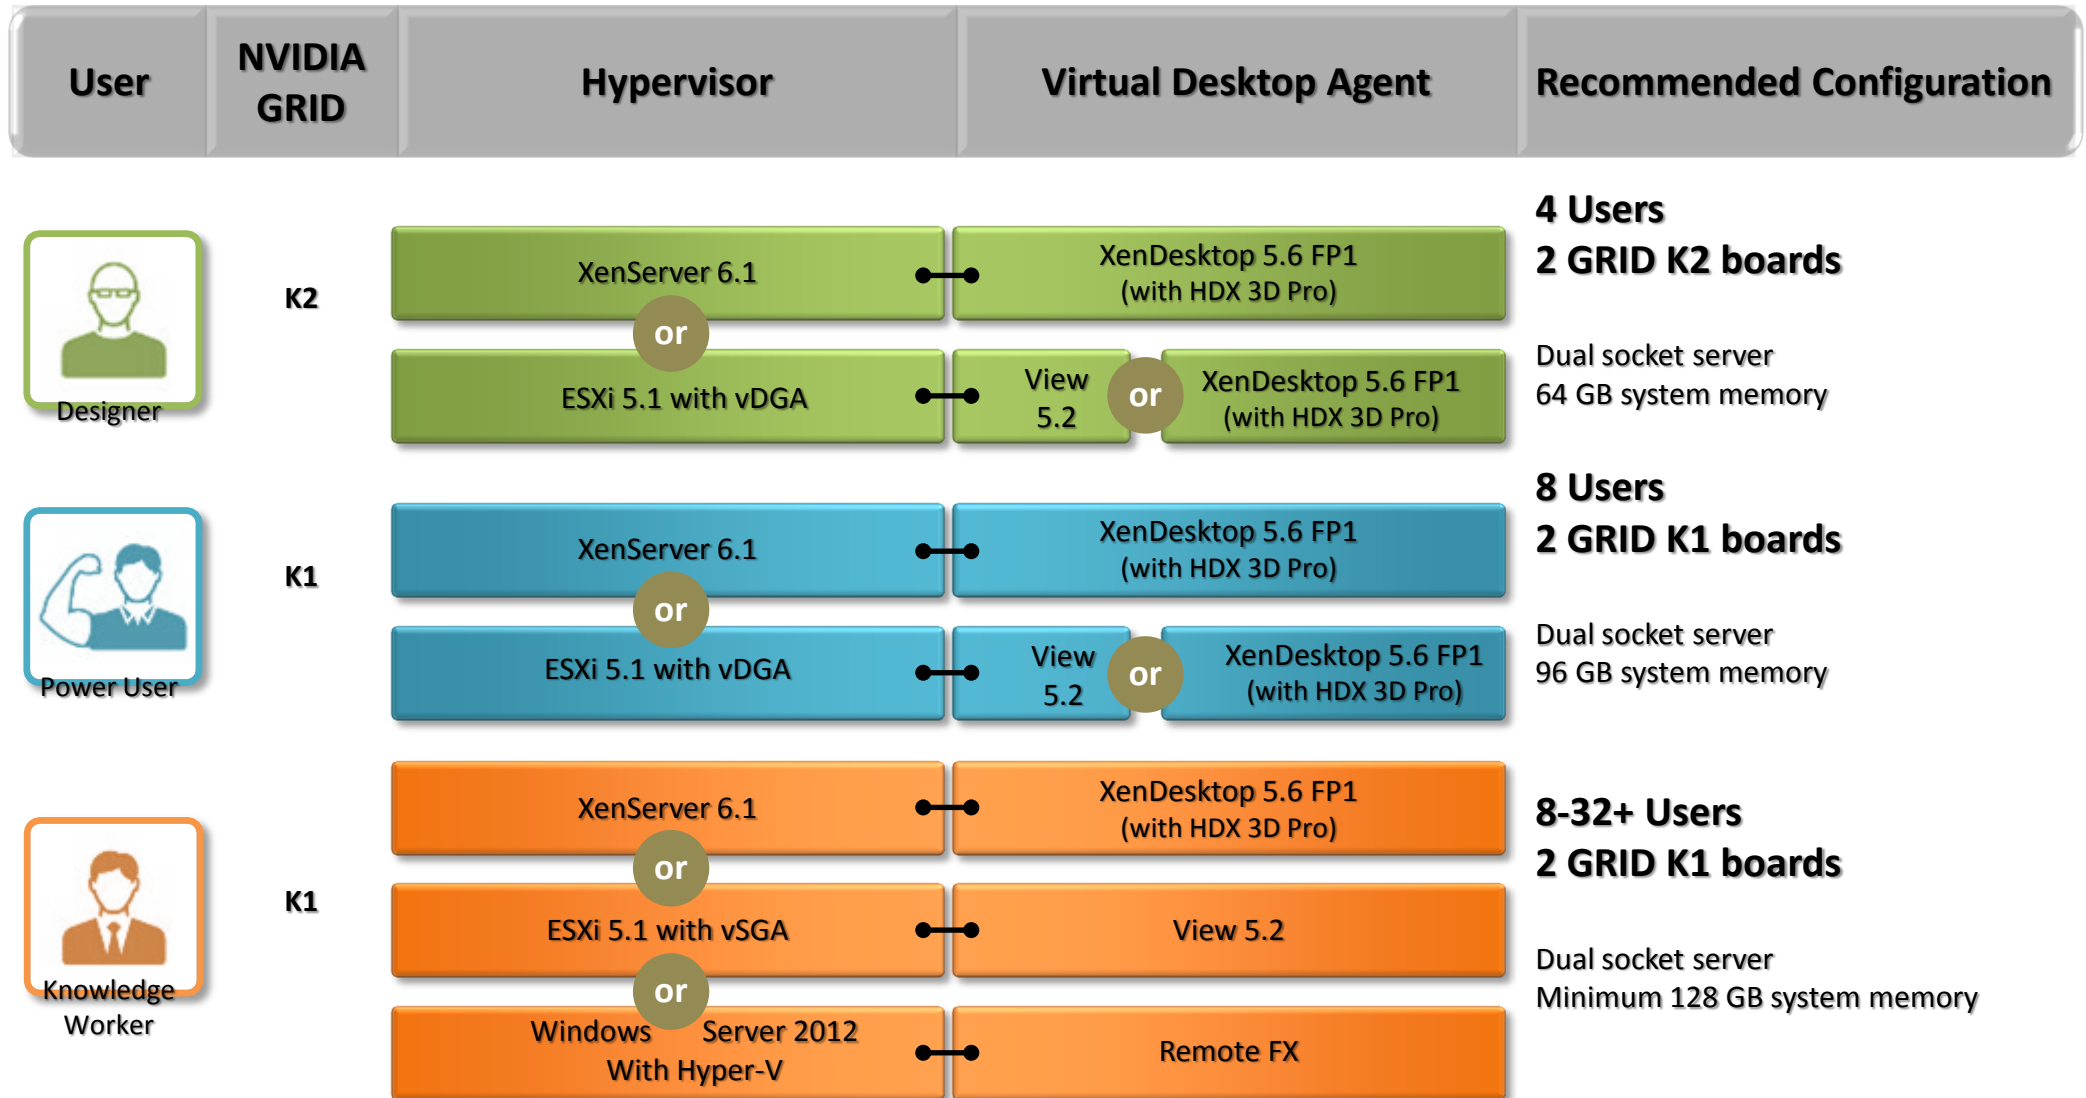 User
NVIDIA
GRID
Hypervisor
Virtual Desktop Agent
Recommended Configuration
Designer
K2
XenServer 6.1
XenDesktop 5.6 FP1
(with HDX 3D Pro)
or
ESXi 5.1 with vDGA
View
5.2
or
XenDesktop 5.6 FP1
(with HDX 3D Pro)
4 Users
2 GRID K2 boards
Dual socket server
64 GB system memory
Power User
K1
XenServer 6.1
XenDesktop 5.6 FP1
(with HDX 3D Pro)
or
ESXi 5.1 with vDGA
View
5.2
or
XenDesktop 5.6 FP1
(with HDX 3D Pro)
8 Users
2 GRID K1 boards
Dual socket server
96 GB system memory
Knowledge
Worker
K1
XenServer 6.1
XenDesktop 5.6 FP1
(with HDX 3D Pro)
or
ESXi 5.1 with vSGA
View 5.2
or
Windows Server 2012
With Hyper-V
Remote FX
8-32+ Users
2 GRID K1 boards
Dual socket server
Minimum 128 GB system memory